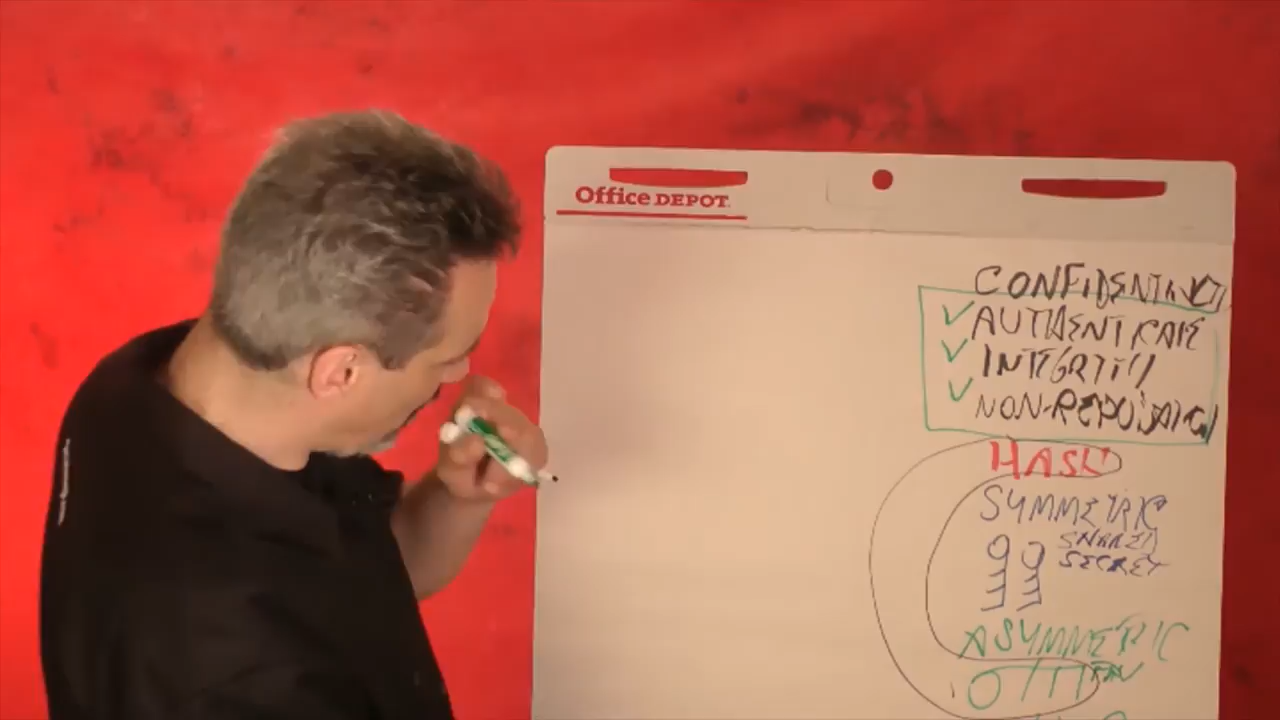 Office DEPOT
CONFIDENTIALITY
AUTHENTICATE
INTEGRITY
NON-REPUDIATION
HASH
SYMMETRIC
SHARED
SECRET
ASYMMETRIC